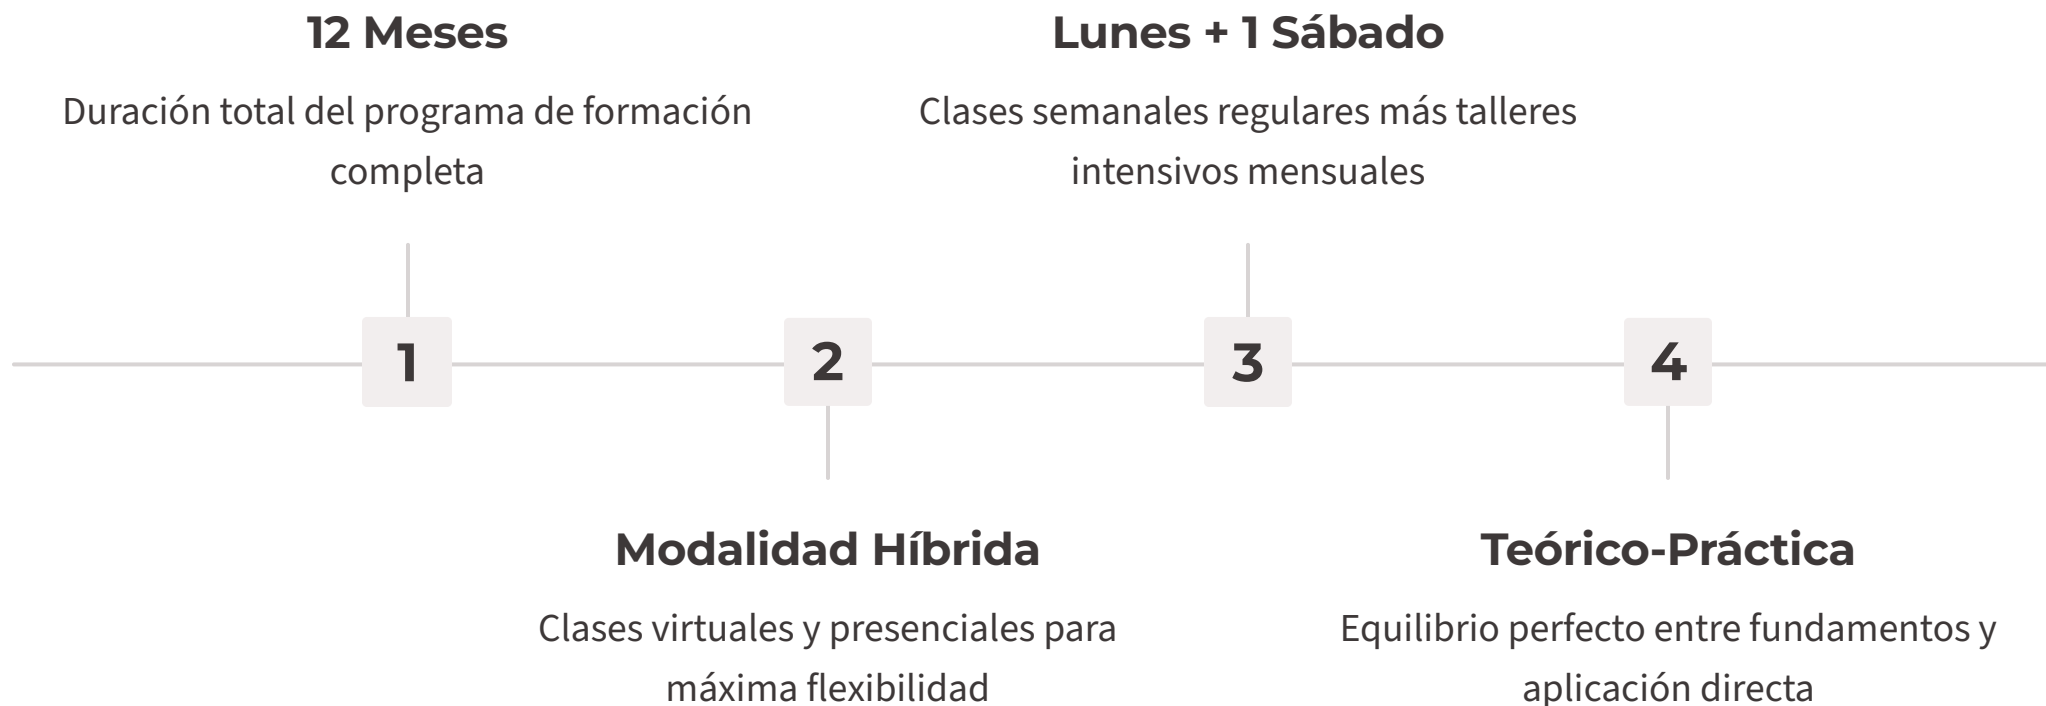 12 Meses
Duración total del programa de formación
completa
Lunes + 1 Sábado
Clases semanales regulares más talleres
intensivos mensuales
1
2
3
4
Modalidad Híbrida
Clases virtuales y presenciales para
máxima flexibilidad
Teórico-Práctica
Equilibrio perfecto entre fundamentos y
aplicación directa